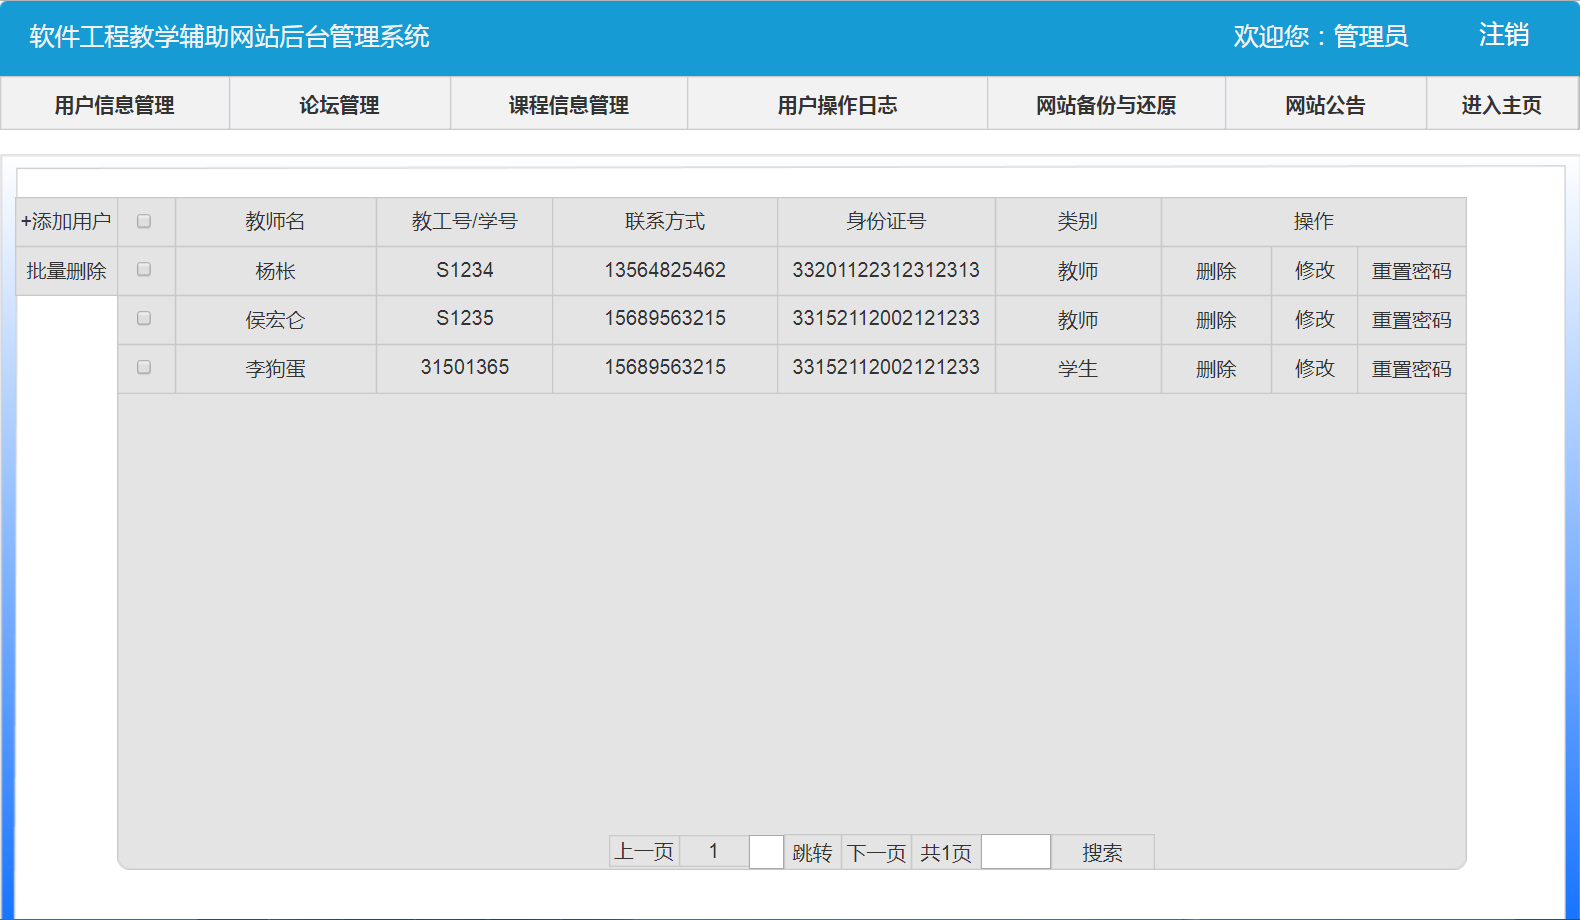 软件工程教学辅助网站后台管理系统 欢迎您：管理员 注销
用户信息管理 论坛管理 课程信息管理 用户操作日志 网站备份与还原 网站公告 进入主页
+添加用户 教师名 教工号/学号 联系方式 身份证号 类别 操作
批量删除 杨枨 S1234 13564825462 33201122312312313 教师 删除 修改 重置密码
侯宏仑 S1235 15689563215 33152112002121233 教师 删除 修改 重置密码
李狗蛋 31501365 15689563215 33152112002121233 学生 删除 修改 重置密码
上一页 1 跳转 下一页 共1页 搜索